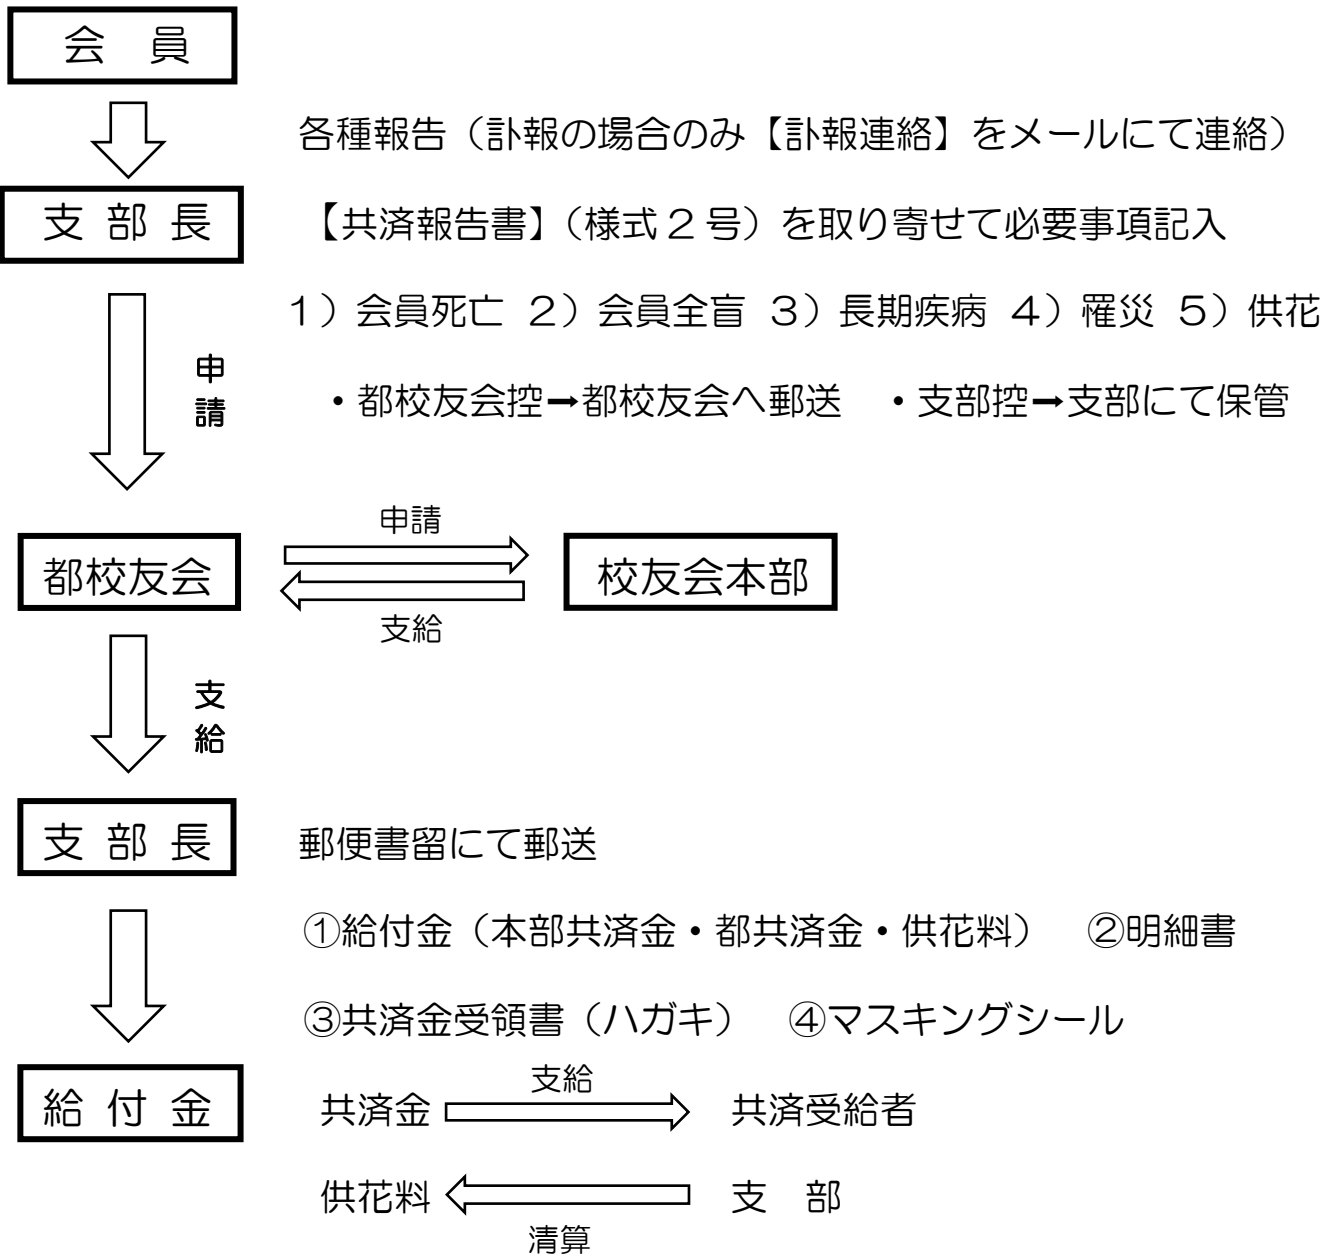 会 員
各種報告（訃報の場合のみ【訃報連絡】をメールにて連絡）
支 部 長
【共済報告書】（様式２号）を取り寄せて必要事項記入
１）会員死亡 ２）会員全盲 ３）長期疾病 ４）罹災 ５）供花
申請
・都校友会控➡都校友会へ郵送 ・支部控➡支部にて保管
申請
都校友会
校友会本部
支給
支給
支 部 長
郵便書留にて郵送
①給付金（本部共済金・都共済金・供花料） ②明細書
③共済金受領書（ハガキ） ④マスキングシール
給 付 金
支給
共済金 共済受給者
供花料 支 部
清算